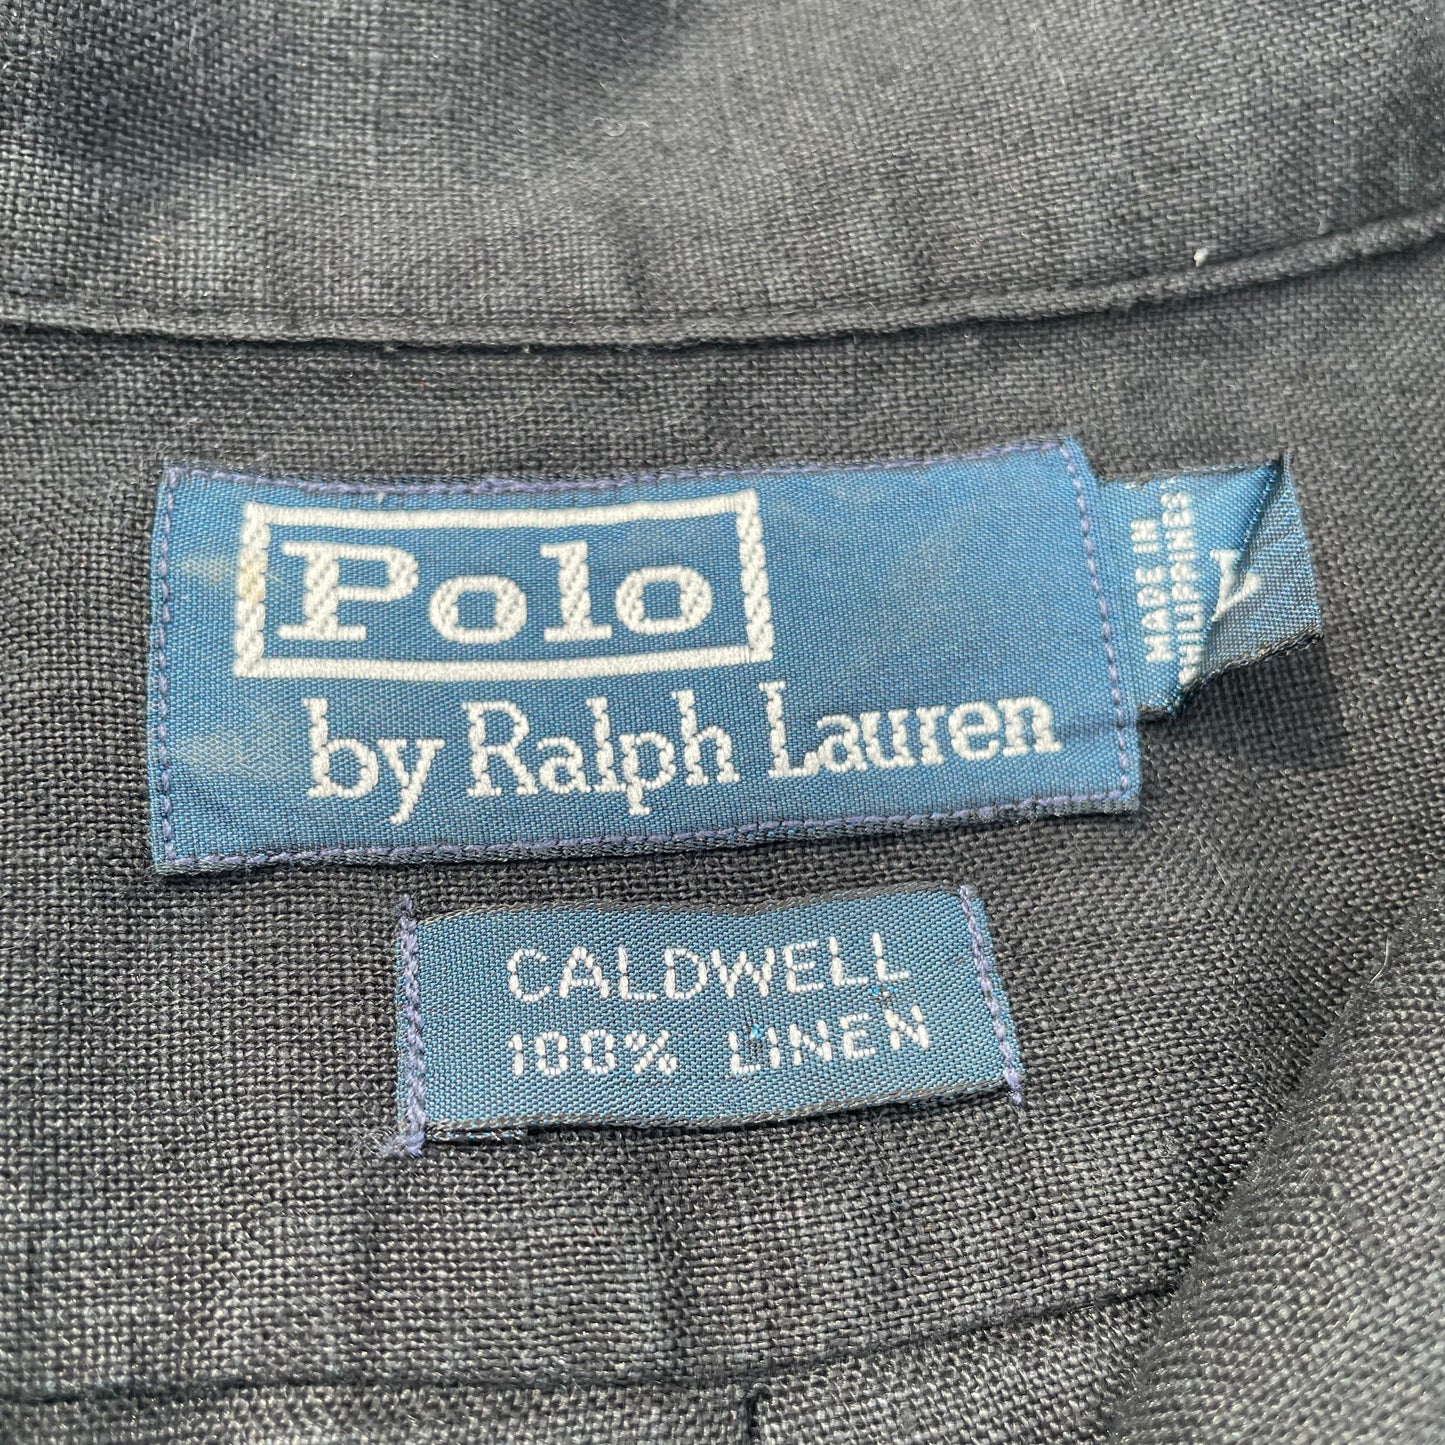 Polo
by Ralph Lauren
MADE IN
PHILIPPINES
L
CALDWELL
100% LINEN